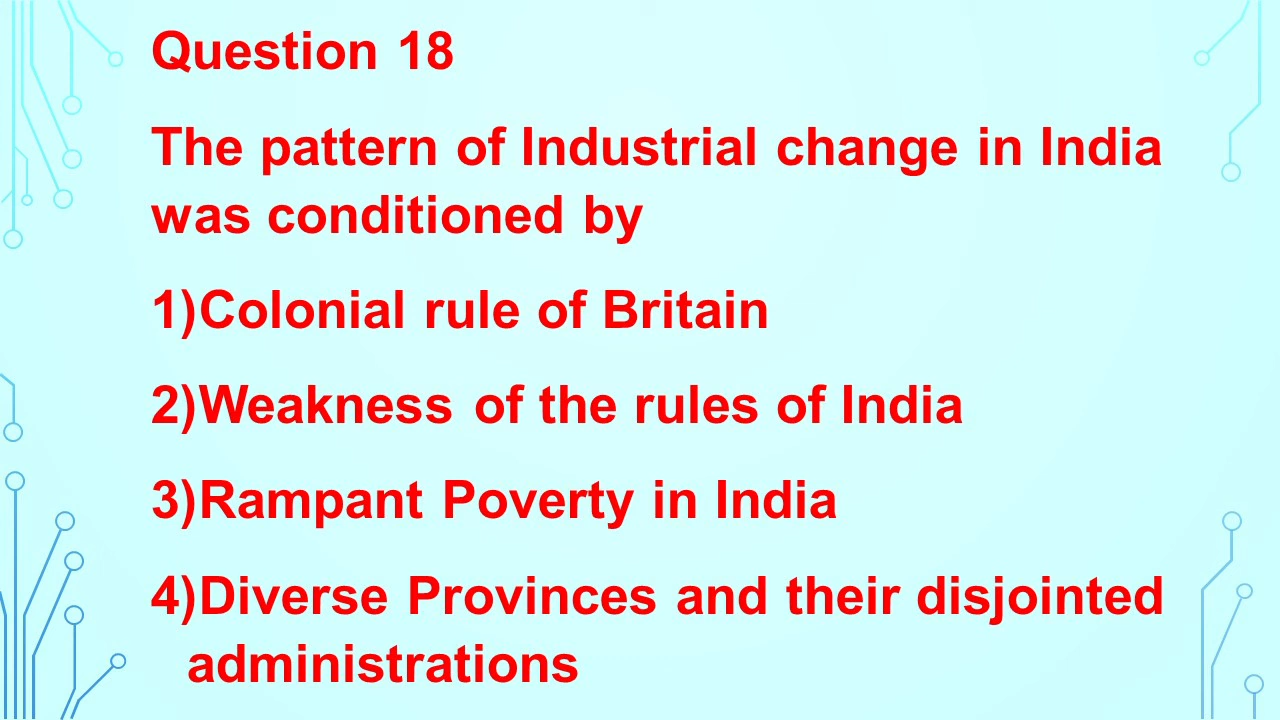 Question 18
The pattern of Industrial change in India
was conditioned by
1)Colonial rule of Britain
2)Weakness of the rules of India
3)Rampant Poverty in India
4)Diverse Provinces and their disjointed
administrations